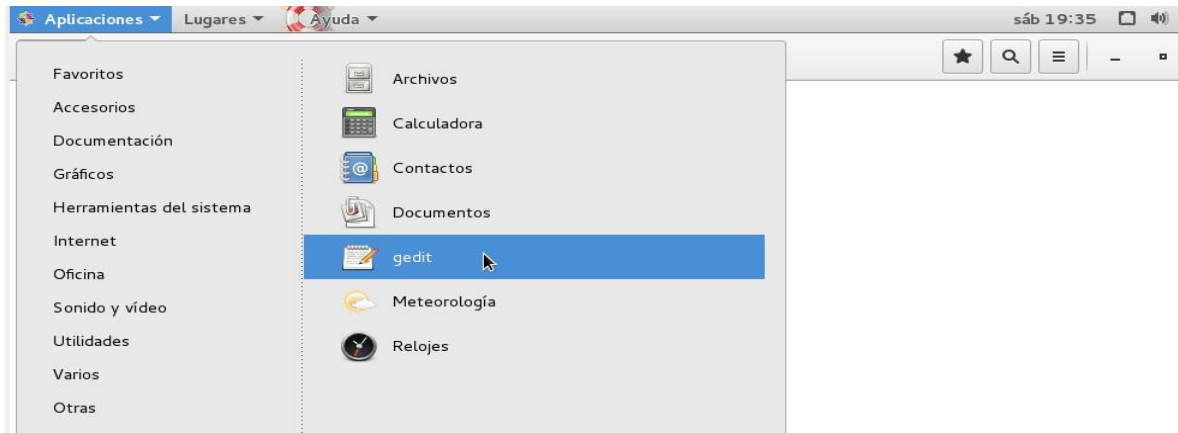 Aplicaciones Lugares Ayuda sáb 19:35
Favoritos
Accesorios
Documentación
Gráficos
Herramientas del sistema
Internet
Oficina
Sonido y vídeo
Utilidades
Varios
Otras
Archivos
Calculadora
Contactos
Documentos
gedit
Meteorología
Relojes